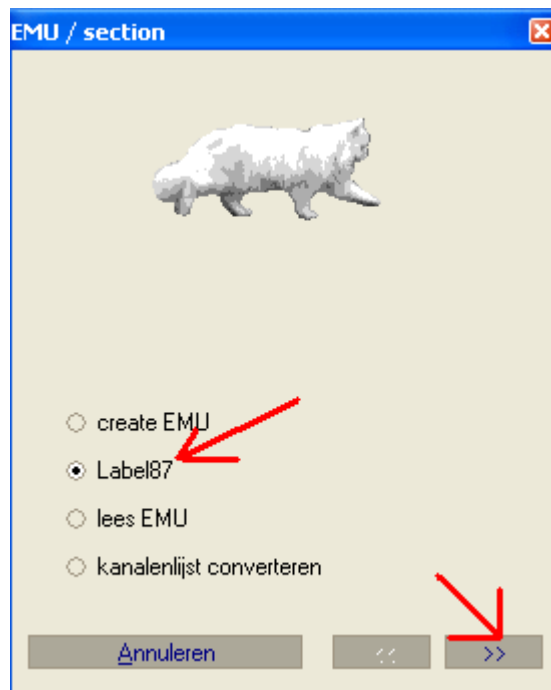 EMU / section
create EMU
Label87
lees EMU
kanalenlijst converteren
Annuleren << >>